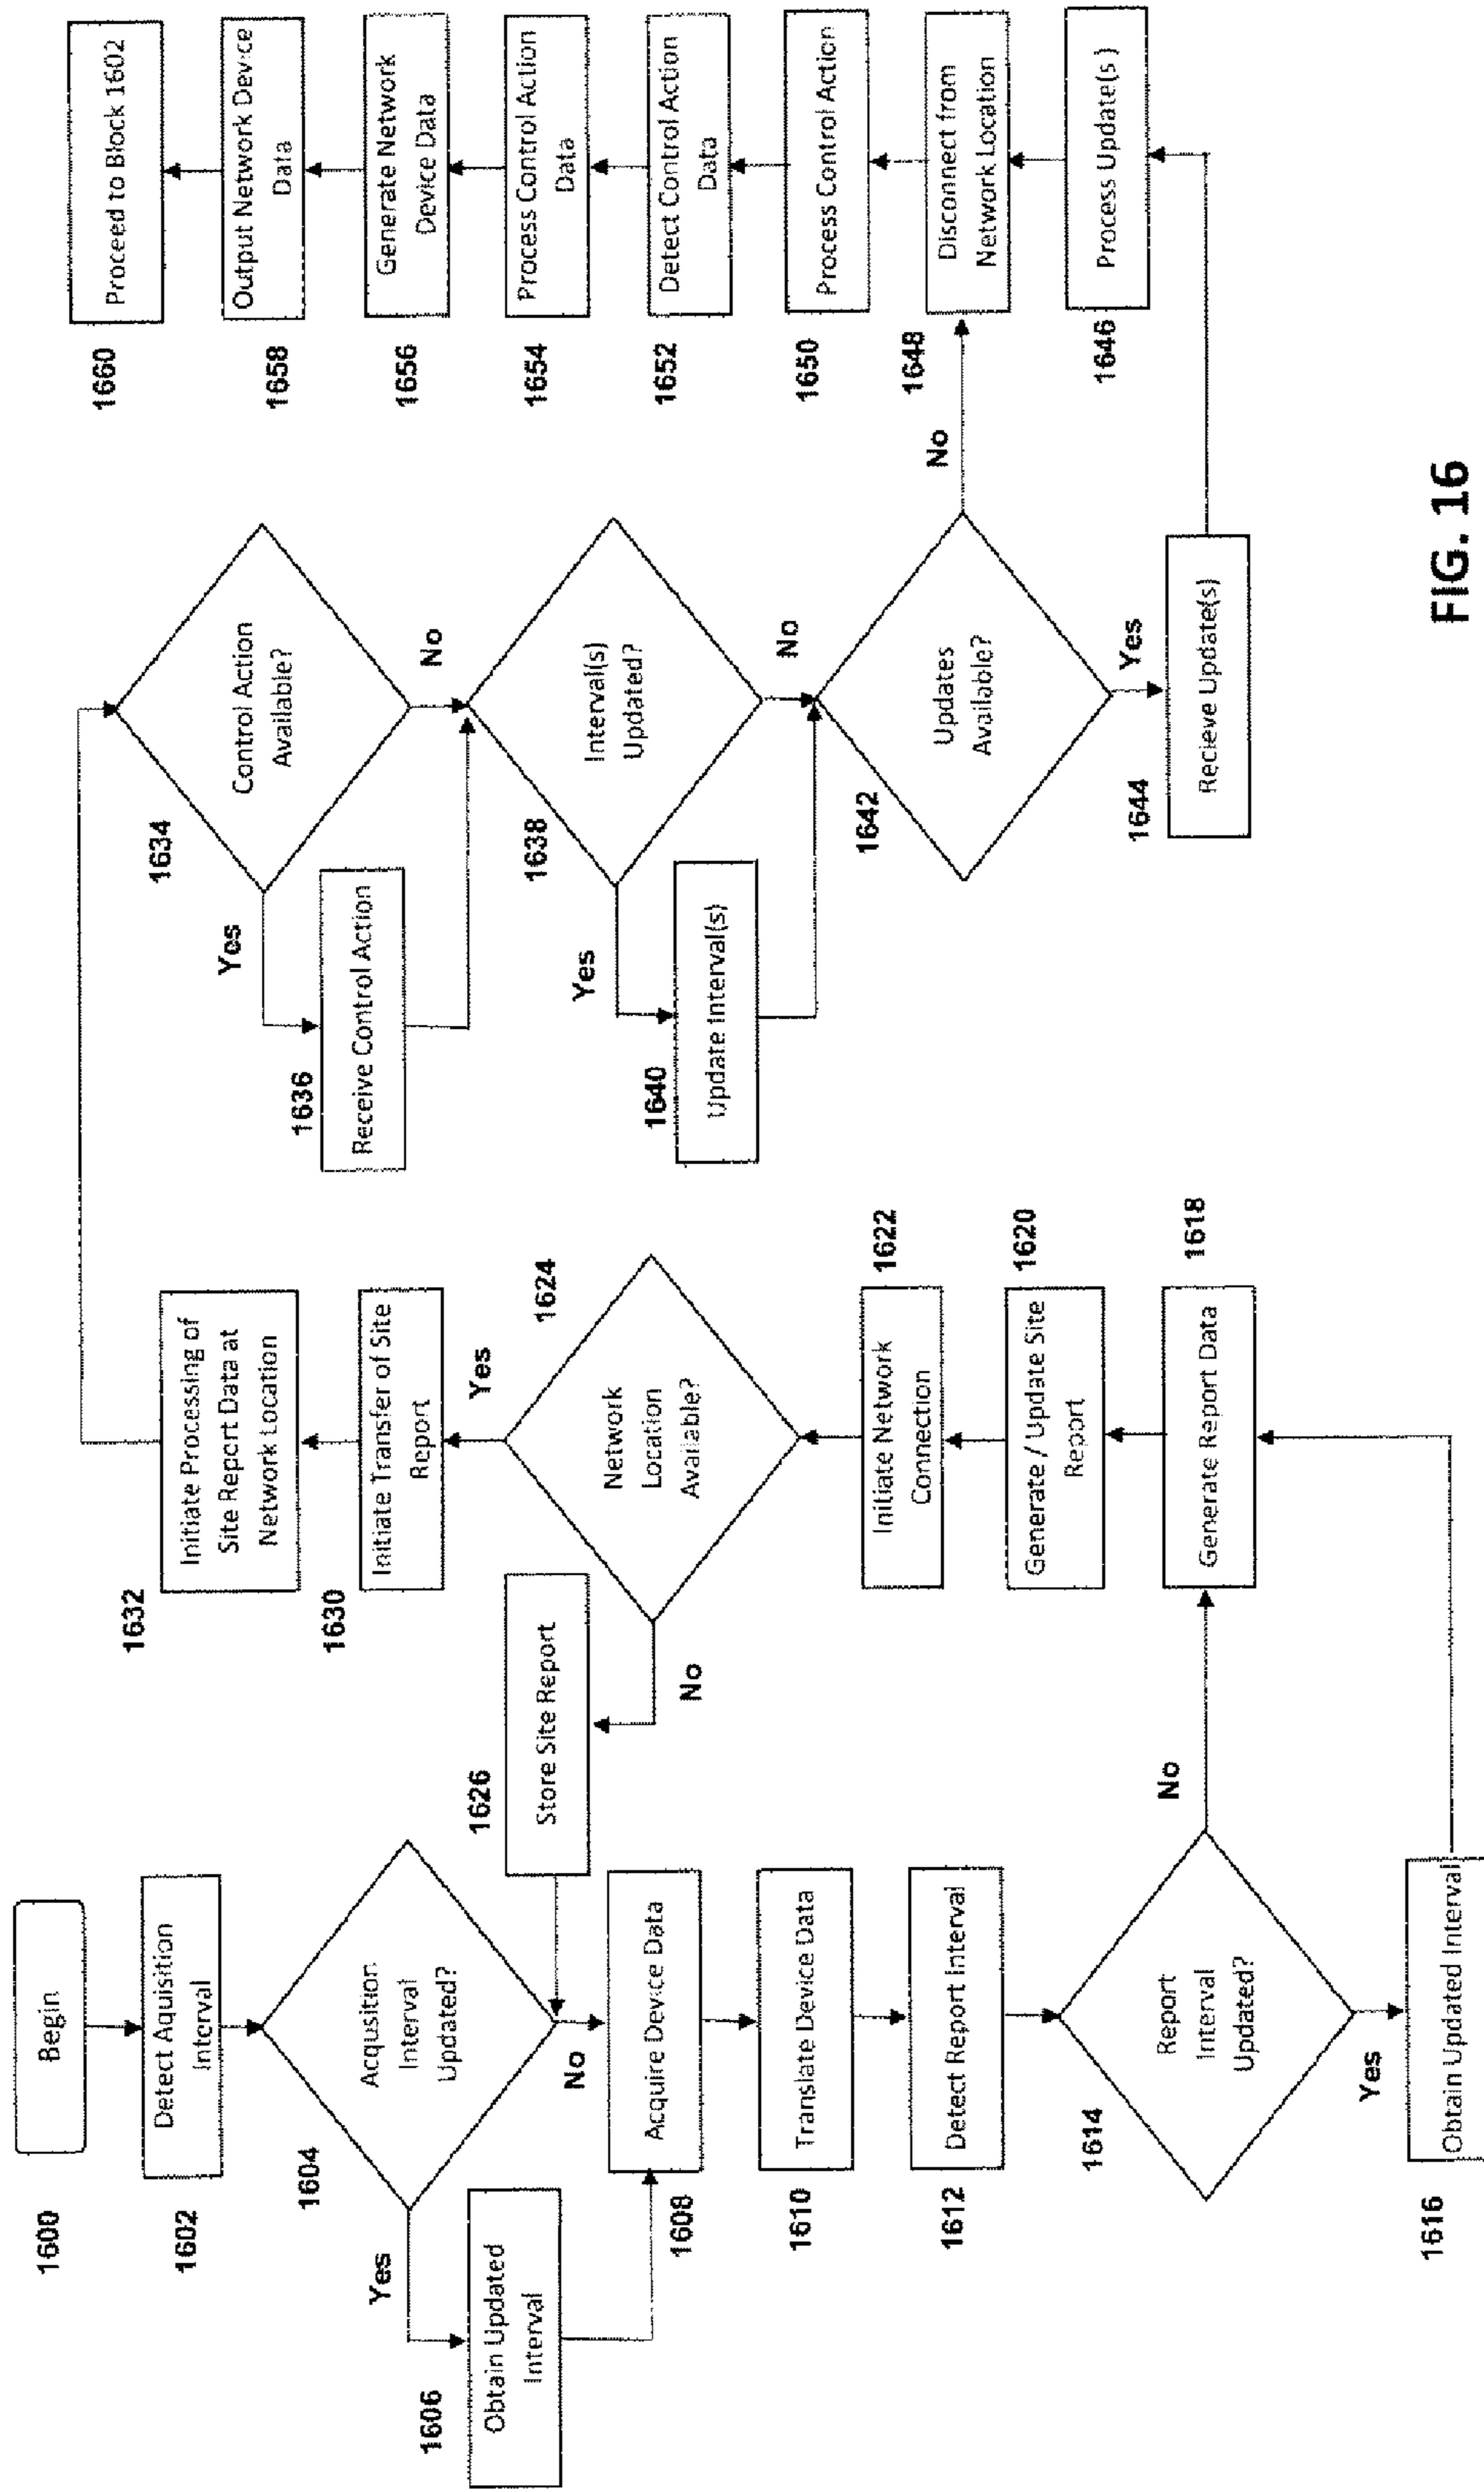 1600
Begin
1602
Detect Aquisition
Interval
1604
Acqusition
Interval
Updated?
Yes
No
1606
Obtain Updated
Interval
1608
Acquire Device Data
1610
Translate Device Data
1612
Detect Report Interval
1614
Report
Interval
Updated?
No
Yes
1616
Obtain Updated Interval
1618
Generate Report Data
1620
Generate / Update Site
Report
1622
Initiate Network
Connection
1624
Network
Location
Available?
No
Yes
1626
Store Site Report
1630
Initiate Transfer of Site
Report
1632
Initiate Processing of
Site Report Data at
Network Location
1634
Control Action
Available?
Yes
No
1636
Receive Control Action
1638
Interval(s)
Updated?
Yes
No
1640
Update Interval(s)
1642
Updates
Available?
No
Yes
1644
Recieve Update(s)
1646
Process Update(s)
1648
Disconnect from
Network Location
1650
Process Control Action
1652
Detect Control Action
Data
1654
Process Control Action
Data
1656
Generate Network
Device Data
1658
Output Network Device
Data
1660
Proceed to Block 1602
FIG. 16